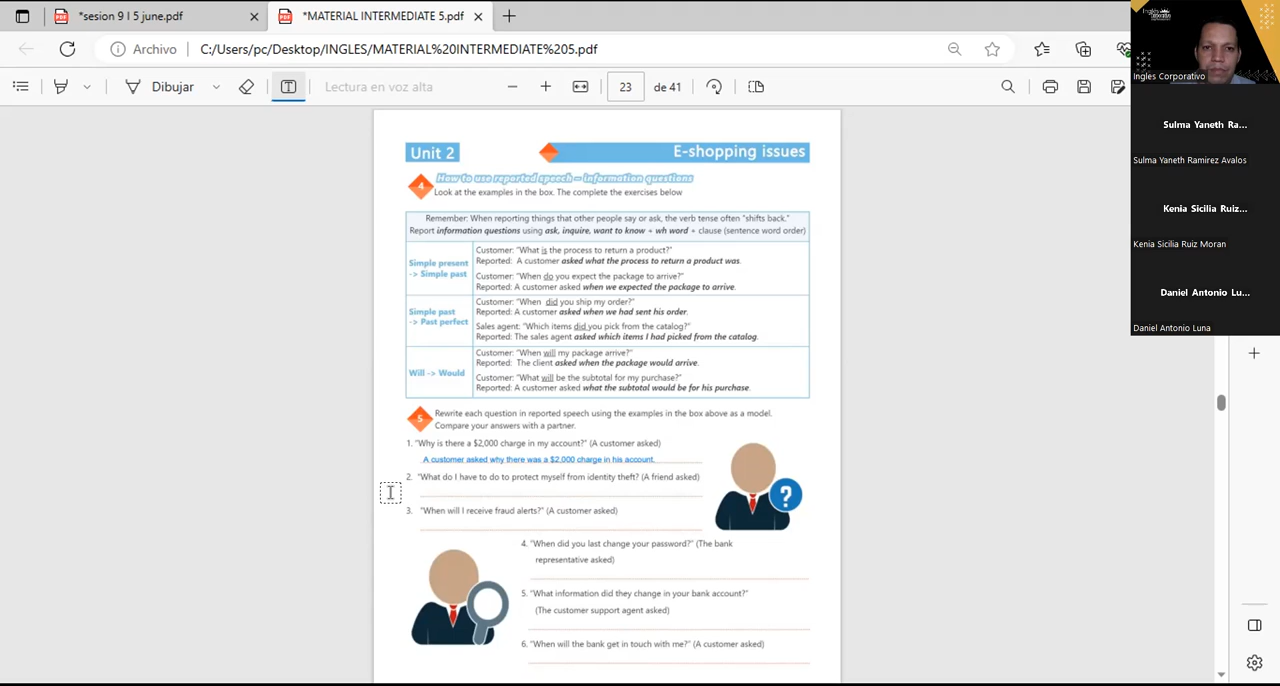 *sesion 9 I 5 june.pdf
*MATERIAL INTERMEDIATE 5.pdf
Archivo
C:/Users/pc/Desktop/INGLES/MATERIAL%20INTERMEDIATE%205.pdf
Dibujar
Lectura en voz alta
23
de 41
Ingles Corporativo
Sulma Yaneth Ra...
Sulma Yaneth Ramirez Avalos
Kenia Sicilia Ruiz...
Kenia Sicilia Ruiz Moran
Daniel Antonio Lu...
Daniel Antonio Luna
Unit 2
E-shopping issues
4
How to use reported speech – information questions
Look at the examples in the box. The complete the exercises below
Remember: When reporting things that other people say or ask, the verb tense often "shifts back."
Report information questions using ask, inquire, want to know + wh word + clause (sentence word order)
Simple present
-> Simple past
Customer: "What is the process to return a product?"
Reported: A customer asked what the process to return a product was.
Customer: "When do you expect the package to arrive?"
Reported: A customer asked when we expected the package to arrive.
Simple past
-> Past perfect
Customer: "When did you ship my order?"
Reported: A customer asked when we had sent his order.
Sales agent: "Which items did you pick from the catalog?"
Reported: The sales agent asked which items I had picked from the catalog.
Will -> Would
Customer: "When will my package arrive?"
Reported: The client asked when the package would arrive.
Customer: "What will be the subtotal for my purchase?"
Reported: A customer asked what the subtotal would be for his purchase.
5
Rewrite each question in reported speech using the examples in the box above as a model.
Compare your answers with a partner.
1. "Why is there a $2,000 charge in my account?" (A customer asked)
A customer asked why there was a $2,000 charge in his account.
2. "What do I have to do to protect myself from identity theft? (A friend asked)
3. "When will I receive fraud alerts?" (A customer asked)
?
4. "When did you last change your password?" (The bank
representative asked)
5. "What information did they change in your bank account?"
(The customer support agent asked)
6. "When will the bank get in touch with me?" (A customer asked)